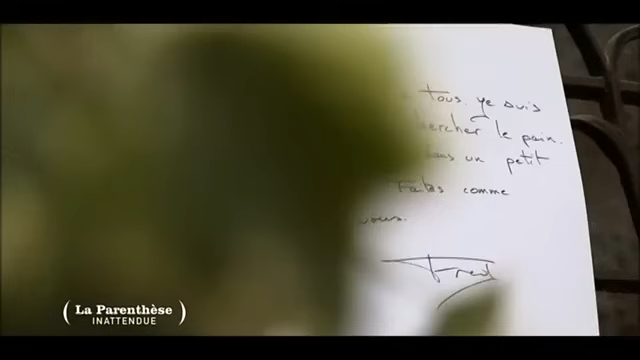 tous. Je suis
chercher le pain.
dans un petit
Faites comme
vous.
Fred
La Parenthèse
INATTENDUE